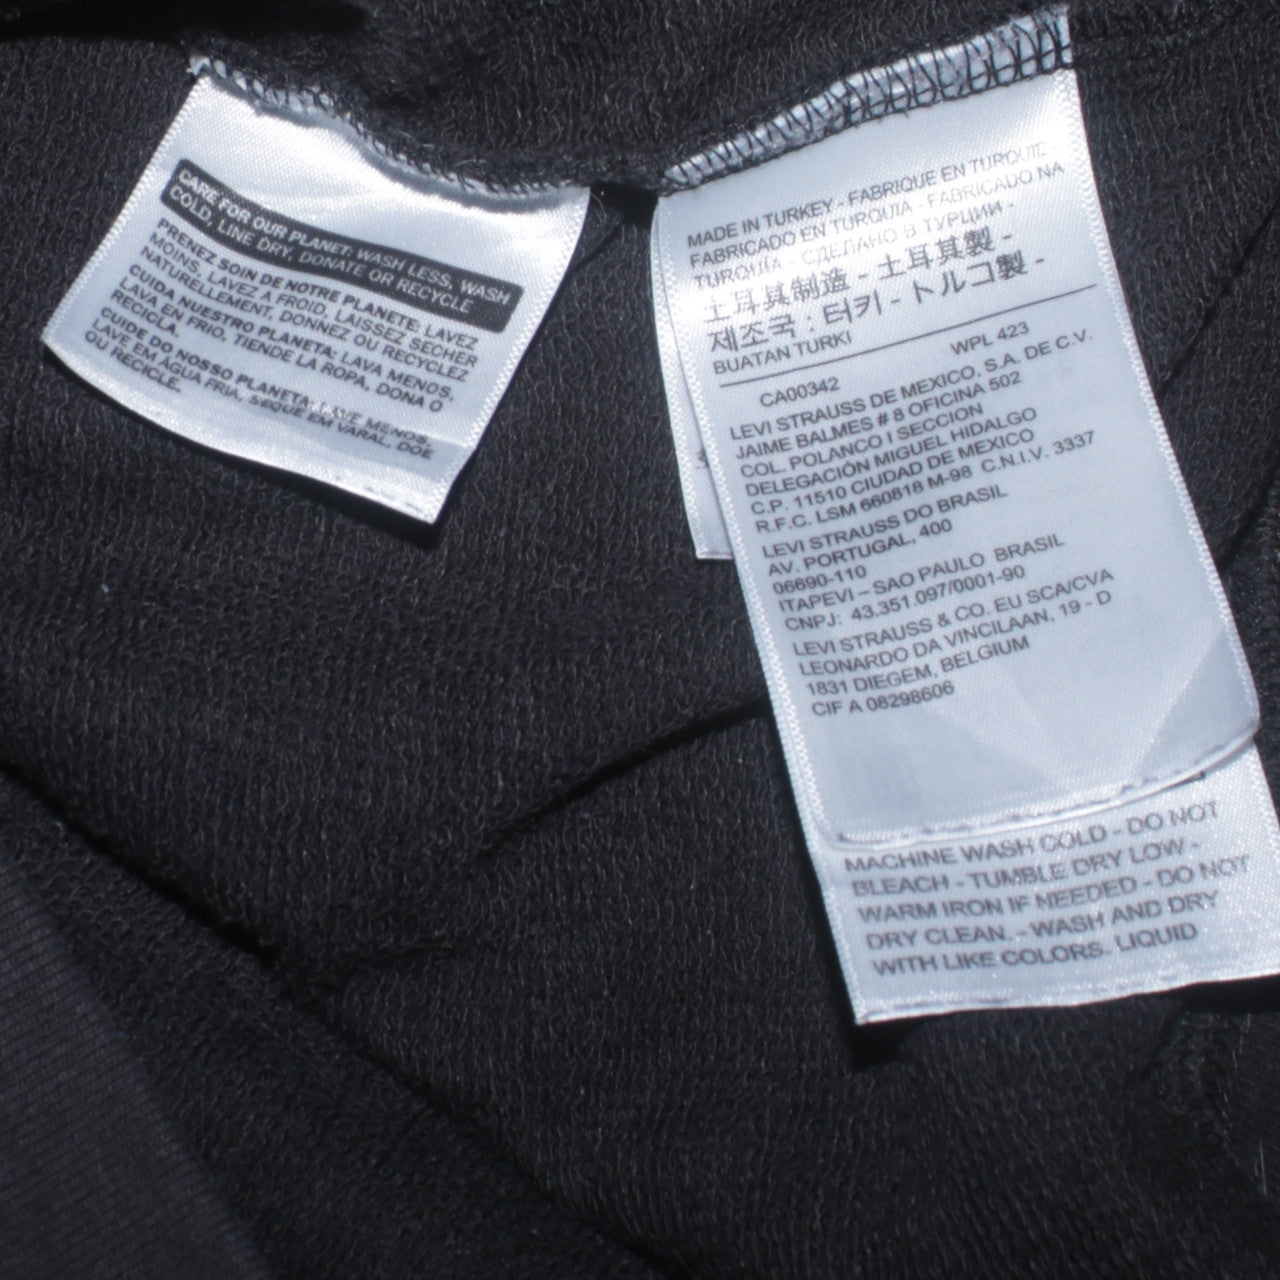 CARE FOR OUR PLANET: WASH LESS, WASH
COLD, LINE DRY, DONATE OR RECYCLE
PRENEZ SOIN DE NOTRE PLANETE: LAVEZ
MOINS, LAVEZ À FROID, LAISSEZ SÉCHER
NATURELLEMENT, DONNEZ OU RECYCLEZ
CUIDA NUESTRO PLANETA: LAVA MENOS,
LAVA EN FRIO, TIENDE LA ROPA, DONA O
RECICLA.
CUIDE DO NOSSO PLANETA: LAVE MENOS,
LAVE EM ÁGUA FRIA, SEQUE EM VARAL, DOE
OU RECICLE.
MADE IN TURKEY - FABRIQUE EN TURQUIE
FABRICADO EN TURQUIA - FABRICADO NA
TURQUIA - СДЕЛАНО В ТУРЦИИ -
土耳其制造 - 土耳其製 -
제조국 : 터키 - トルコ製 -
BUATAN TURKI
WPL 423
CA00342
LEVI STRAUSS DE MEXICO, S.A. DE C.V.
JAIME BALMES # 8 OFICINA 502
COL. POLANCO I SECCION
DELEGACIÓN MIGUEL HIDALGO
C.P. 11510 CIUDAD DE MEXICO
R.F.C. LSM 660818 M-98 C.N.I.V. 3337
LEVI STRAUSS DO BRASIL
AV. PORTUGAL, 400
06690-110
ITAPEVI – SAO PAULO BRASIL
CNPJ: 43.351.097/0001-90
LEVI STRAUSS & CO. EU SCA/CVA
LEONARDO DA VINCILAAN, 19 - D
1831 DIEGEM, BELGIUM
CIF A 08298606
MACHINE WASH COLD - DO NOT
BLEACH - TUMBLE DRY LOW -
WARM IRON IF NEEDED - DO NOT
DRY CLEAN. - WASH AND DRY
WITH LIKE COLORS. LIQUID